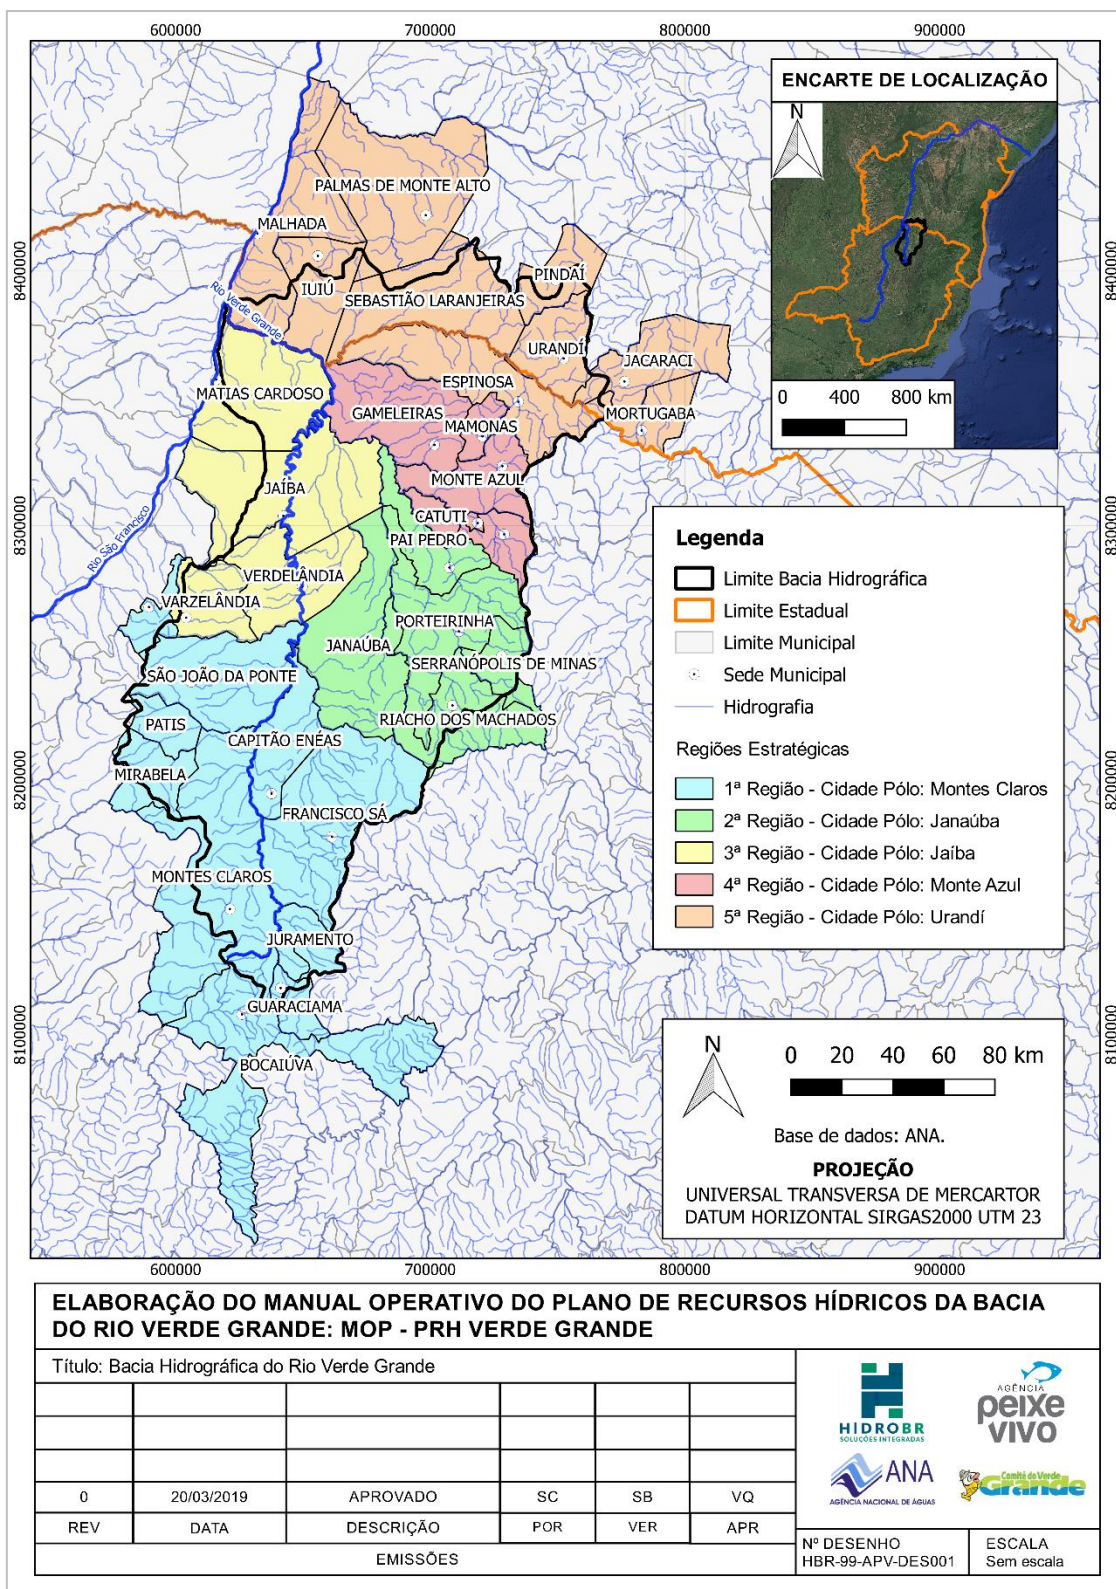 600000
700000
800000
900000
ENCARTE DE LOCALIZAÇÃO
N
0
400
800 km
8400000
8400000
8300000
8300000
8200000
8200000
8100000
8100000
PALMAS DE MONTE ALTO
MALHADA
IUIÚ
PINDAÍ
SEBASTIÃO LARANJEIRAS
Rio Verde Grande
URANDÍ
JACARACI
MATIAS CARDOSO
ESPINOSA
GAMELEIRAS
MORTUGABA
MAMONAS
MONTE AZUL
JAÍBA
CATUTI
PAI PEDRO
Rio São Francisco
VERDELÂNDIA
VARZELÂNDIA
PORTEIRINHA
JANAÚBA
SERRANÓPOLIS DE MINAS
SÃO JOÃO DA PONTE
RIACHO DOS MACHADOS
PATIS
CAPITÃO ENÉAS
MIRABELA
FRANCISCO SÁ
MONTES CLAROS
JURAMENTO
GUARACIAMA
BOCAIÚVA
Legenda
Limite Bacia Hidrográfica
Limite Estadual
Limite Municipal
Sede Municipal
Hidrografia
Regiões Estratégicas
1ª Região - Cidade Pólo: Montes Claros
2ª Região - Cidade Pólo: Janaúba
3ª Região - Cidade Pólo: Jaíba
4ª Região - Cidade Pólo: Monte Azul
5ª Região - Cidade Pólo: Urandí
N
0 20 40 60 80 km
Base de dados: ANA.
PROJEÇÃO
UNIVERSAL TRANSVERSA DE MERCARTOR
DATUM HORIZONTAL SIRGAS2000 UTM 23
600000
700000
800000
900000
ELABORAÇÃO DO MANUAL OPERATIVO DO PLANO DE RECURSOS HÍDRICOS DA BACIA
DO RIO VERDE GRANDE: MOP - PRH VERDE GRANDE
Título: Bacia Hidrográfica do Rio Verde Grande
0 20/03/2019 APROVADO SC SB VQ
REV DATA DESCRIÇÃO POR VER APR
EMISSÕES
HIDROBR
SOLUÇÕES INTEGRADAS
AGÊNCIA
peixe
VIVO
ANA
AGÊNCIA NACIONAL DE ÁGUAS
Comitê do Verde
Grande
Nº DESENHO
HBR-99-APV-DES001
ESCALA
Sem escala